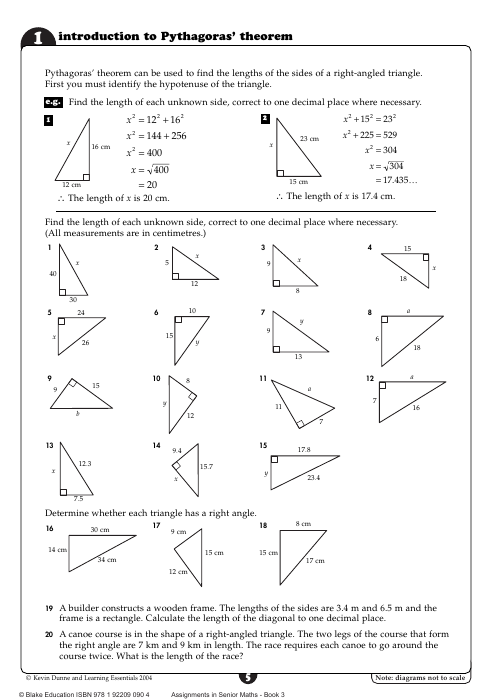 1 introduction to Pythagoras' theorem
Pythagoras' theorem can be used to find the lengths of the sides of a right-angled triangle.
First you must identify the hypotenuse of the triangle.
e.g. Find the length of each unknown side, correct to one decimal place where necessary.
1
x
16 cm
12 cm
x² = 12² + 16²
x² = 144 + 256
x² = 400
x = √400
= 20
∴ The length of x is 20 cm.
2
x
23 cm
15 cm
x² + 15² = 23²
x² + 225 = 529
x² = 304
x = √304
= 17.435…
∴ The length of x is 17.4 cm.
Find the length of each unknown side, correct to one decimal place where necessary.
(All measurements are in centimetres.)
1
40
x
30
2
5
x
12
3
9
x
8
4
15
x
18
5
24
x
26
6
10
15
y
7
y
9
13
8
a
6
18
9
9
15
b
10
8
y
12
11
a
11
7
12
a
7
16
13
x
12.3
7.5
14
9.4
15.7
x
15
17.8
y
23.4
Determine whether each triangle has a right angle.
16
30 cm
14 cm
34 cm
17
9 cm
15 cm
12 cm
18
8 cm
15 cm
17 cm
19 A builder constructs a wooden frame. The lengths of the sides are 3.4 m and 6.5 m and the
frame is a rectangle. Calculate the length of the diagonal to one decimal place.
20 A canoe course is in the shape of a right-angled triangle. The two legs of the course that form
the right angle are 7 km and 9 km in length. The race requires each canoe to go around the
course twice. What is the length of the race?
© Kevin Dunne and Learning Essentials 2004
5
Note: diagrams not to scale
© Blake Education ISBN 978 1 92209 090 4 Assignments in Senior Maths - Book 3